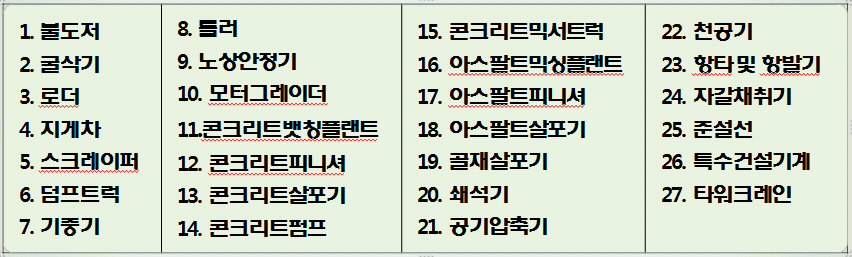 1. 불도저
2. 굴삭기
3. 로더
4. 지게차
5. 스크레이퍼
6. 덤프트럭
7. 기중기
8. 롤러
9. 노상안정기
10. 모터그레이더
11.콘크리트뱃칭플랜트
12. 콘크리트피니셔
13. 콘크리트살포기
14. 콘크리트펌프
15. 콘크리트믹서트럭
16. 아스팔트믹싱플랜트
17. 아스팔트피니셔
18. 아스팔트살포기
19. 골재살포기
20. 쇄석기
21. 공기압축기
22. 천공기
23. 항타 및 항발기
24. 자갈채취기
25. 준설선
26. 특수건설기계
27. 타워크레인